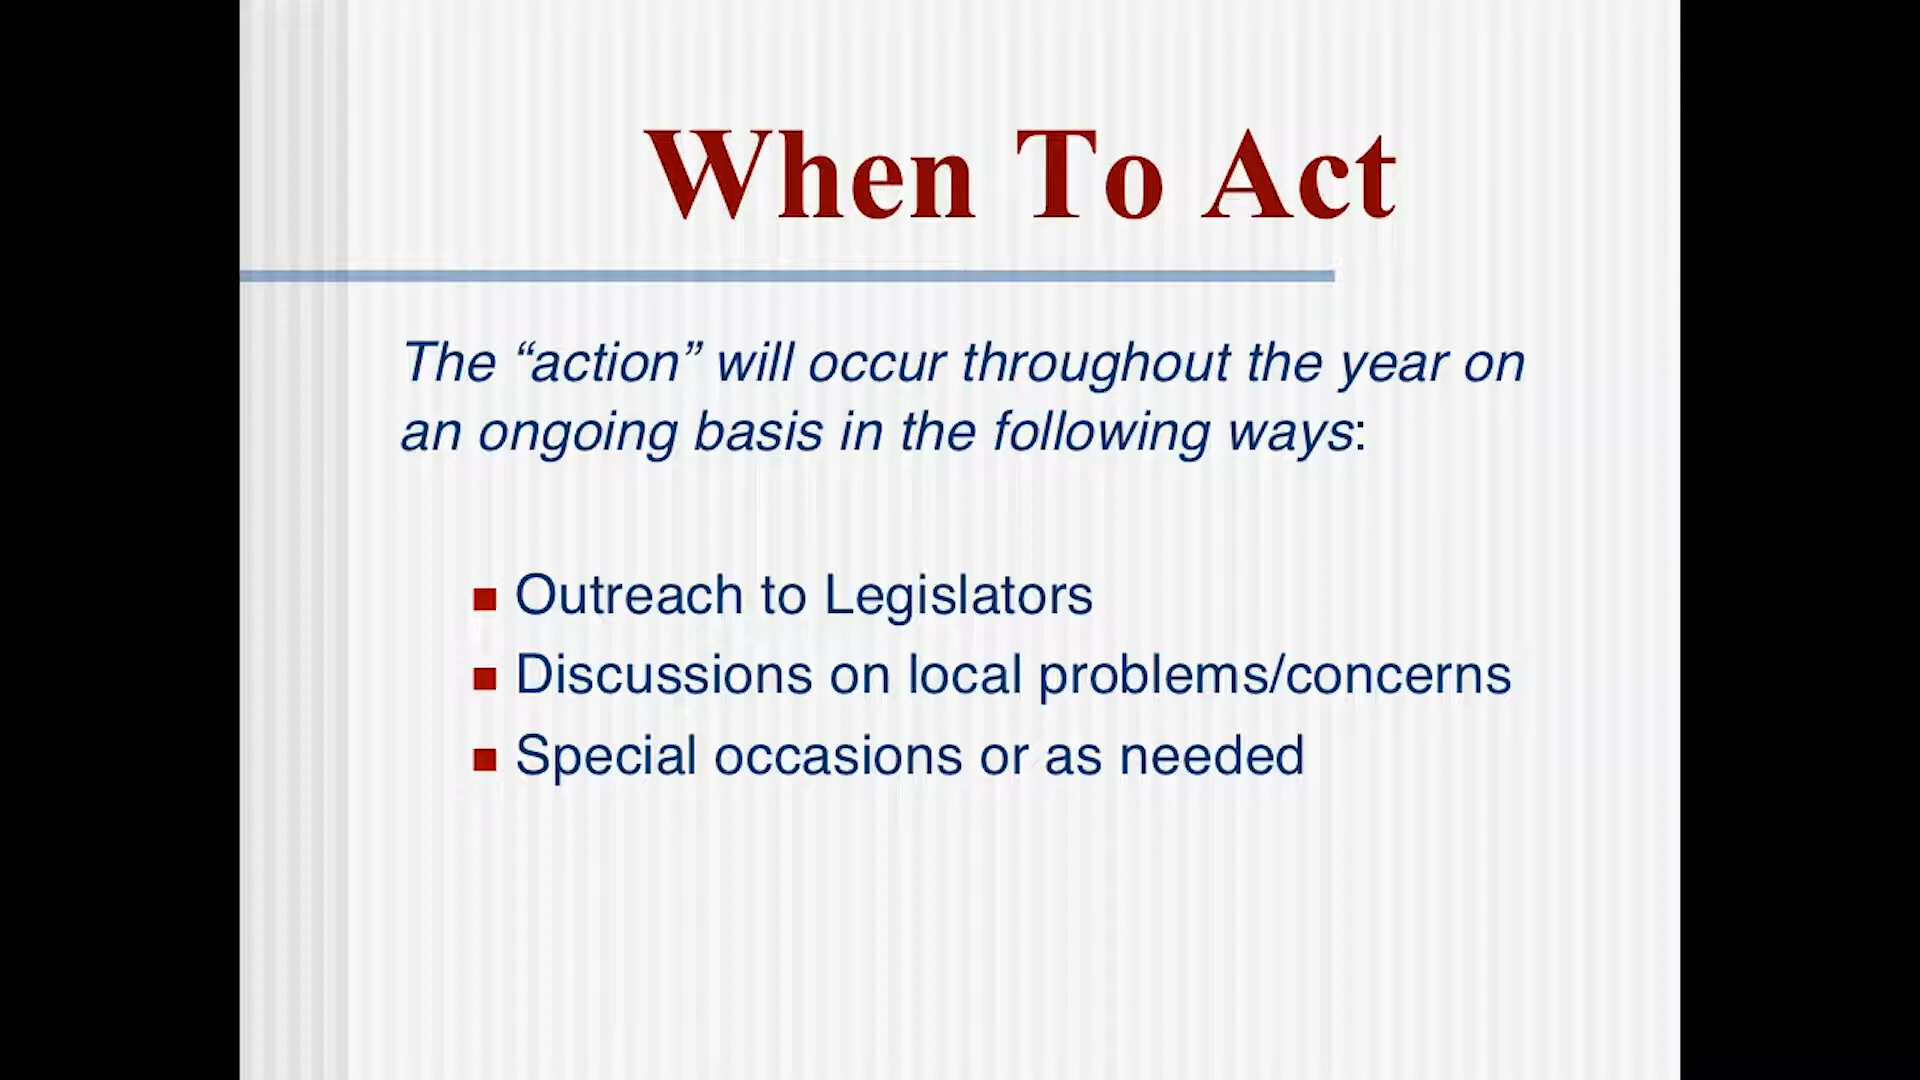 When To Act
The “action” will occur throughout the year on
an ongoing basis in the following ways:
Outreach to Legislators
Discussions on local problems/concerns
Special occasions or as needed